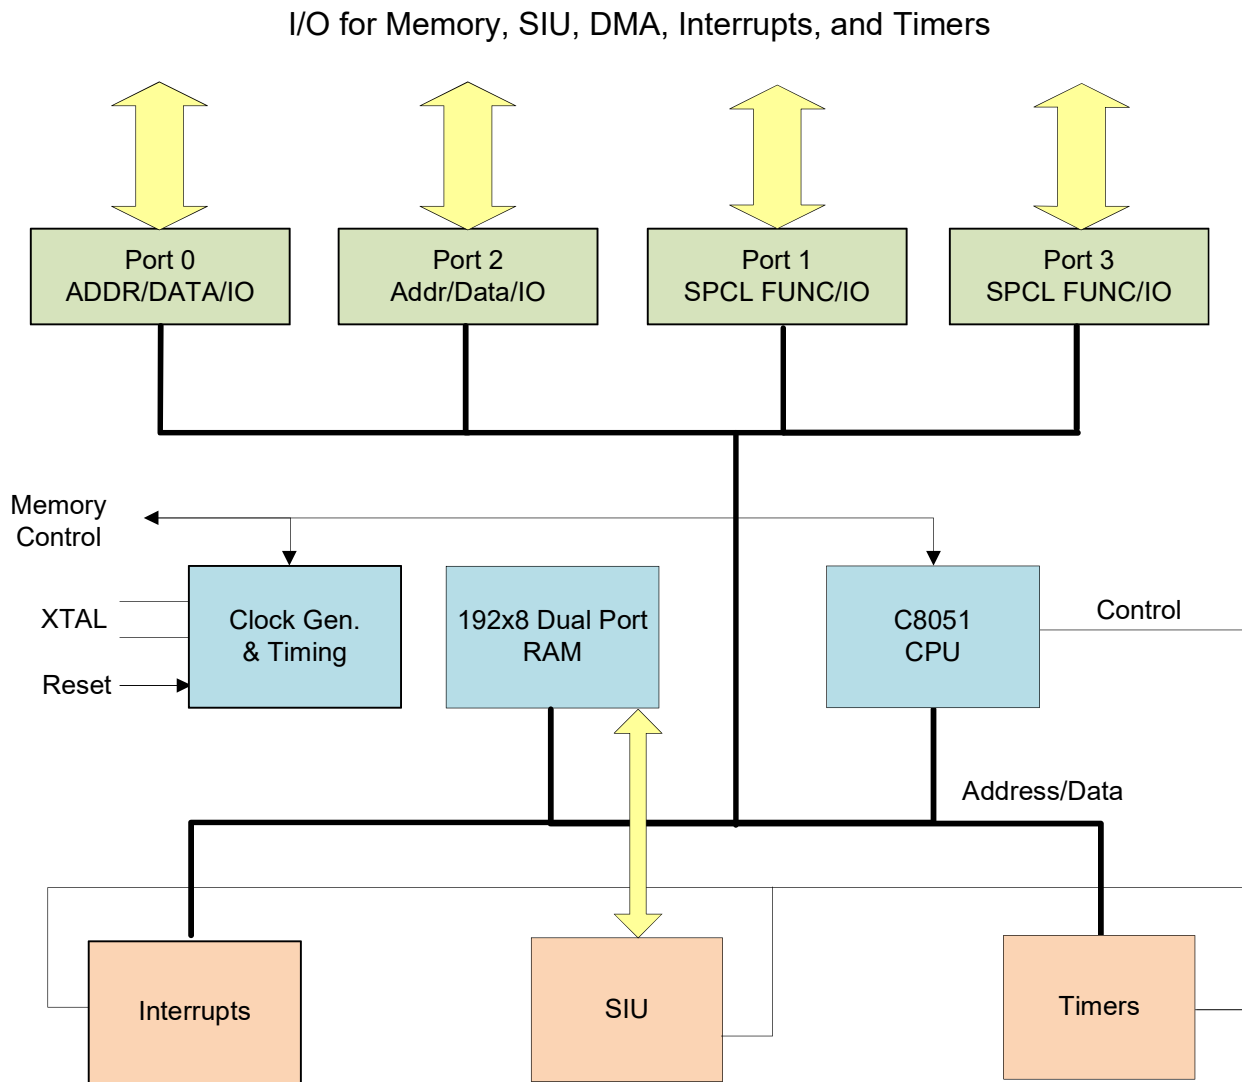 I/O for Memory, SIU, DMA, Interrupts, and Timers
Port 0
ADDR/DATA/IO
Port 2
Addr/Data/IO
Port 1
SPCL FUNC/IO
Port 3
SPCL FUNC/IO
Memory
Control
XTAL
Reset
Clock Gen.
& Timing
192x8 Dual Port
RAM
C8051
CPU
Control
Address/Data
Interrupts
SIU
Timers